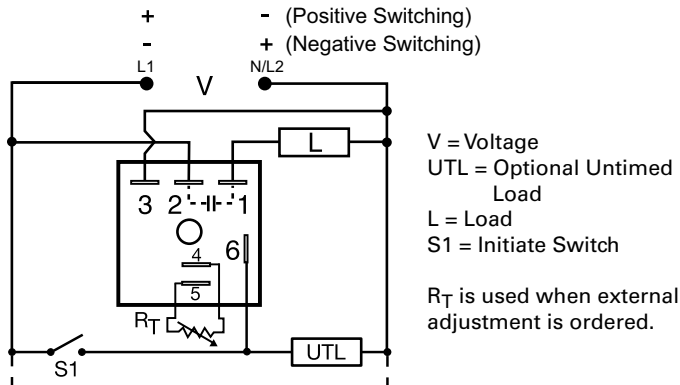 + - (Positive Switching)
- + (Negative Switching)
L1 N/L2
V
L
3 2 1
6
4
5
RT
S1
UTL
V = Voltage
UTL = Optional Untimed
Load
L = Load
S1 = Initiate Switch
RT is used when external
adjustment is ordered.